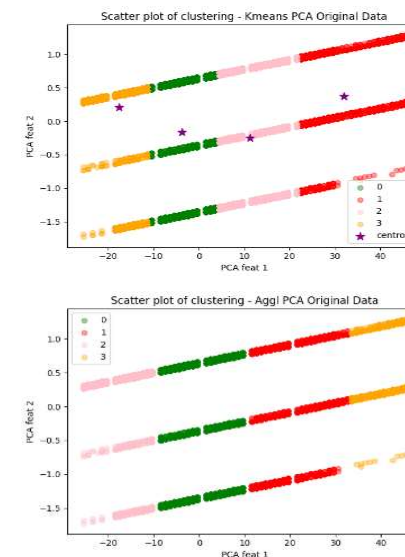 Scatter plot of clustering - Kmeans PCA Original Data
1.0
0.5
0.0
−0.5
−1.0
−1.5
PCA feat 2
−20 −10 0 10 20 30 40
PCA feat 1
0
1
2
3
centro
Scatter plot of clustering - Aggl PCA Original Data
0
1
2
3
1.0
0.5
0.0
−0.5
−1.0
−1.5
PCA feat 2
−20 −10 0 10 20 30 40
PCA feat 1